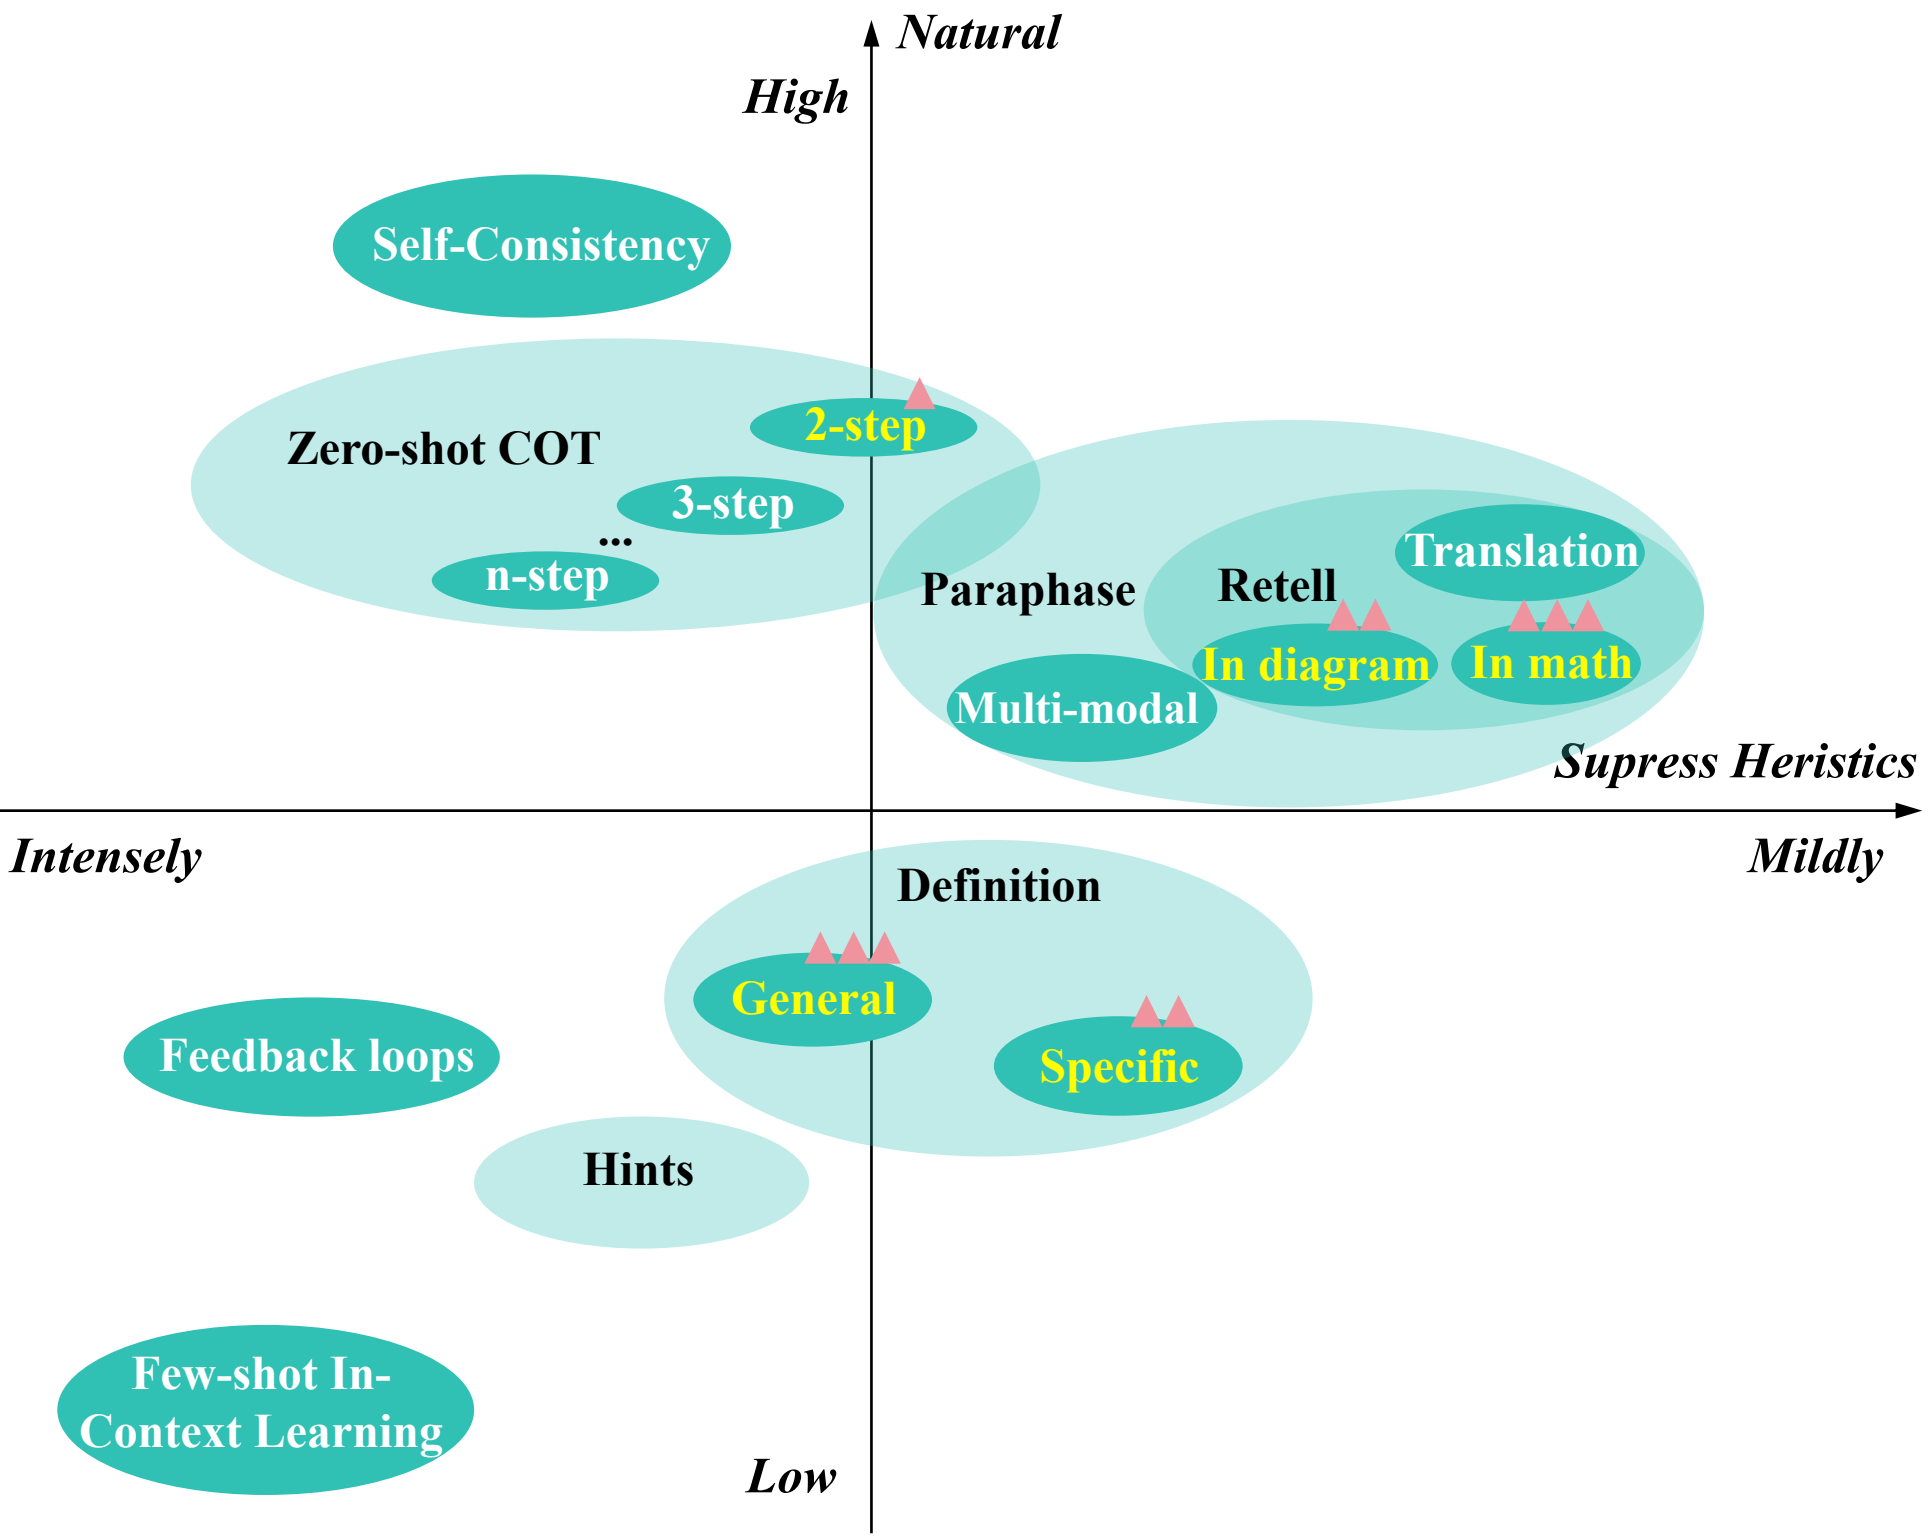 Natural
High
Self-Consistency
2-step
Zero-shot COT
3-step
...
n-step
Translation
Paraphase
Retell
In diagram
In math
Multi-modal
Supress Heristics
Intensely
Mildly
Definition
General
Feedback loops
Specific
Hints
Few-shot In-
Context Learning
Low